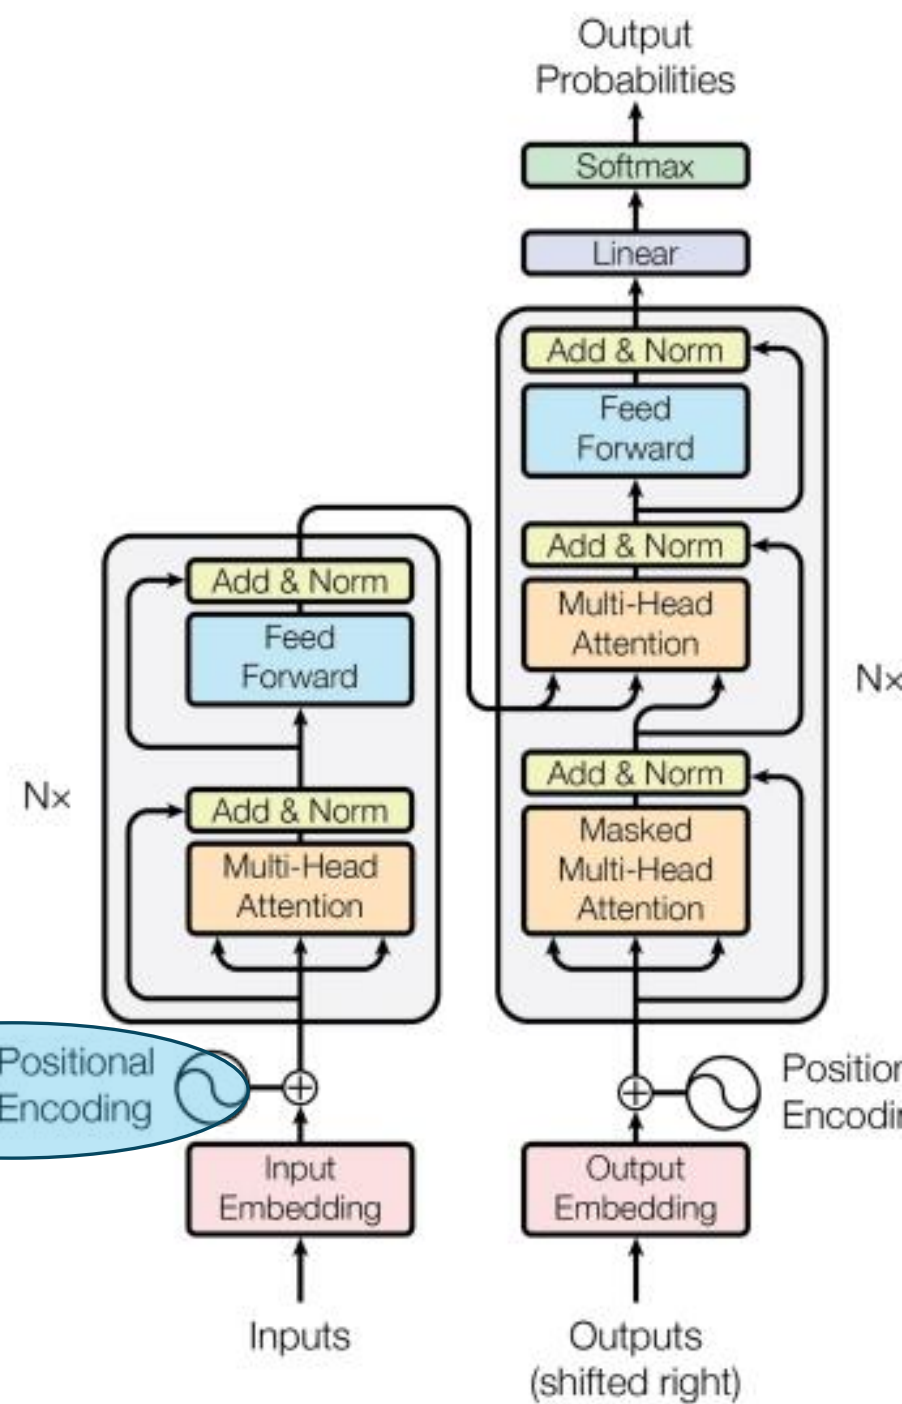 Output
Probabilities
Softmax
Linear
Add & Norm
Feed
Forward
Add & Norm
Multi-Head
Attention
Nx
Add & Norm
Masked
Multi-Head
Attention
Add & Norm
Feed
Forward
Nx
Add & Norm
Multi-Head
Attention
Positional
Encoding
Position
Encodin
Input
Embedding
Output
Embedding
Inputs
Outputs
(shifted right)